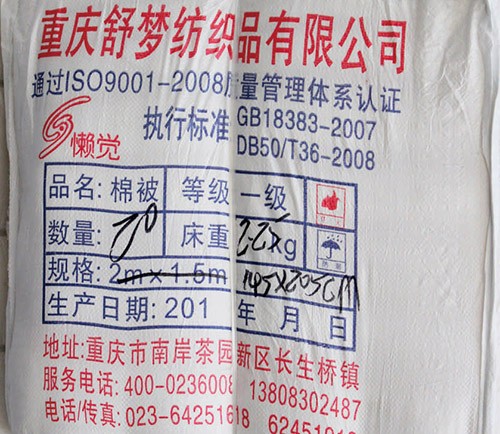 重庆舒梦纺织品有限公司
通过ISO9001-2008质量管理体系认证
懒觉
执行标准 GB18383-2007
DB50/T36-2008
品名: 棉被 等级 一级
数量: 床重 2.25kg
规格: 2m×1.5m 145X205CM
生产日期: 201 年 月 日
地址:重庆市南岸茶园新区长生桥镇
服务电话: 400-0236008 13808302487
电话/传真: 023-64251618 62451